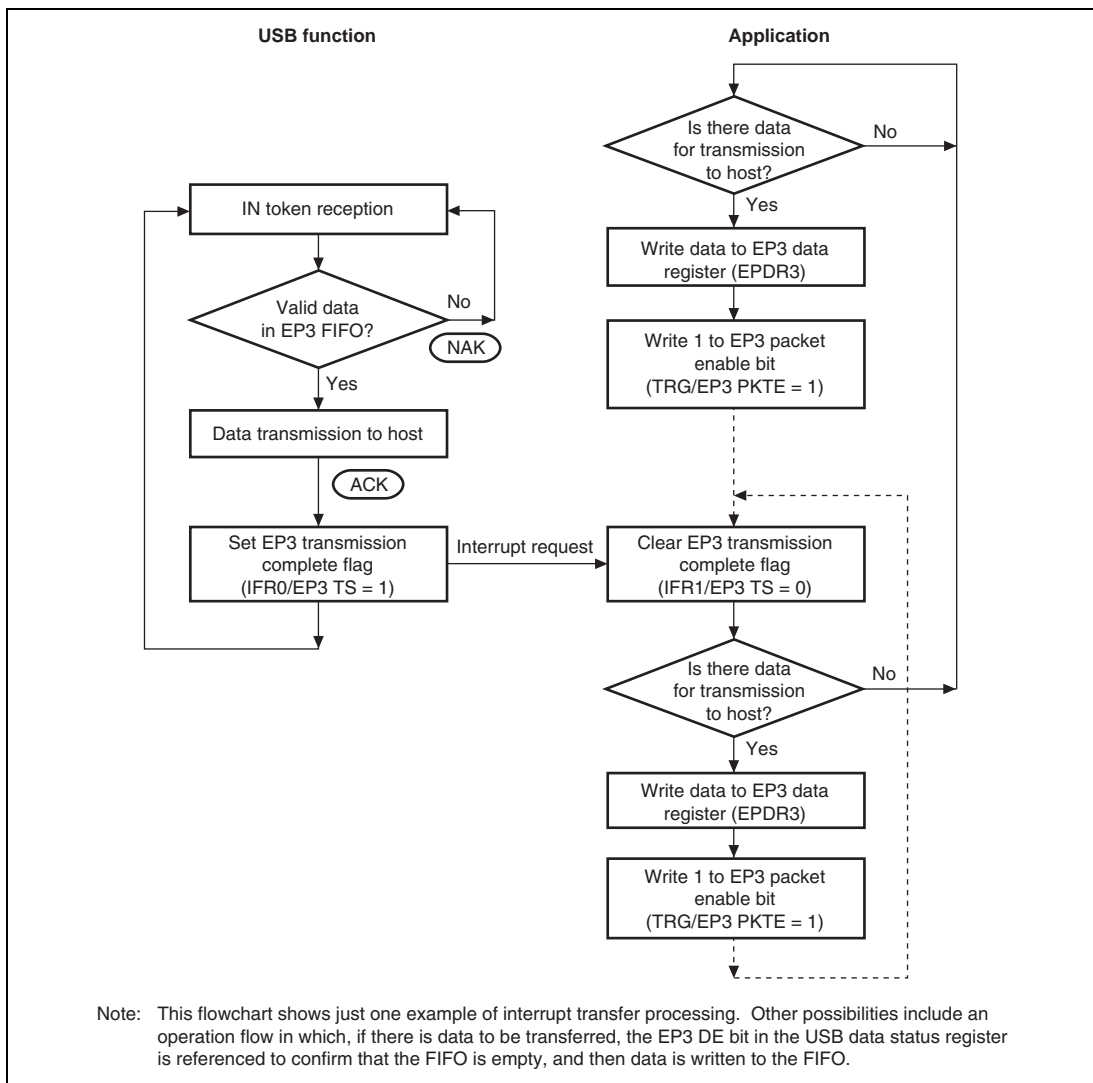 USB function
Application
Is there data
for transmission
to host?
No
Yes
IN token reception
Write data to EP3 data
register (EPDR3)
Valid data
in EP3 FIFO?
No
NAK
Yes
Write 1 to EP3 packet
enable bit
(TRG/EP3 PKTE = 1)
Data transmission to host
ACK
Set EP3 transmission
complete flag
(IFR0/EP3 TS = 1)
Interrupt request
Clear EP3 transmission
complete flag
(IFR1/EP3 TS = 0)
Is there data
for transmission
to host?
No
Yes
Write data to EP3 data
register (EPDR3)
Write 1 to EP3 packet
enable bit
(TRG/EP3 PKTE = 1)
Note: This flowchart shows just one example of interrupt transfer processing. Other possibilities include an
operation flow in which, if there is data to be transferred, the EP3 DE bit in the USB data status register
is referenced to confirm that the FIFO is empty, and then data is written to the FIFO.